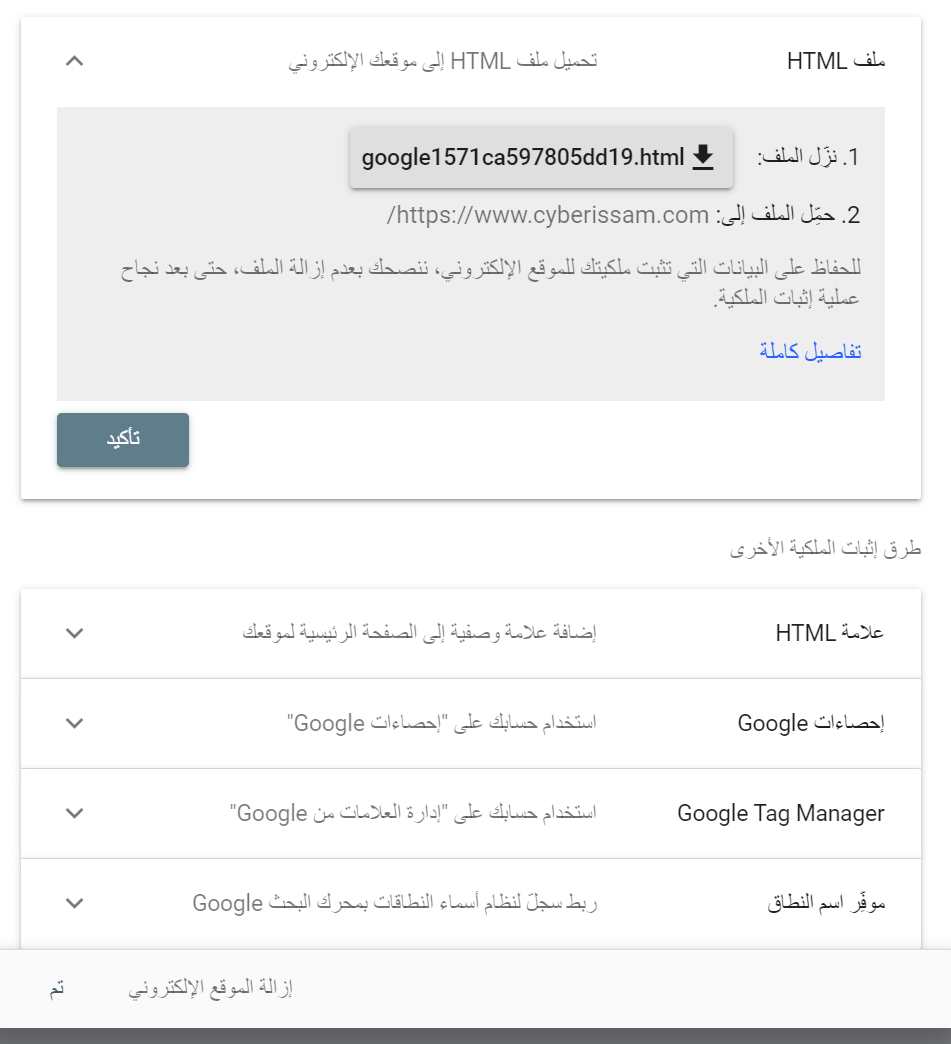 ملف HTML
تحميل ملف HTML إلى موقعك الإلكتروني
1. نزّل الملف: google1571ca597805dd19.html
2. حمِّل الملف إلى: https://www.cyberissam.com/
للحفاظ على البيانات التي تثبت ملكيتك للموقع الإلكتروني، ننصحك بعدم إزالة الملف، حتى بعد نجاح
عملية إثبات الملكية.
تفاصيل كاملة
تأكيد
طرق إثبات الملكية الأخرى
علامة HTML
إضافة علامة وصفية إلى الصفحة الرئيسية لموقعك
إحصاءات Google
استخدام حسابك على "إحصاءات Google"
Google Tag Manager
استخدام حسابك على "إدارة العلامات من Google"
موفِّر اسم النطاق
ربط سجلّ لنظام أسماء النطاقات بمحرك البحث Google
إزالة الموقع الإلكتروني
تم